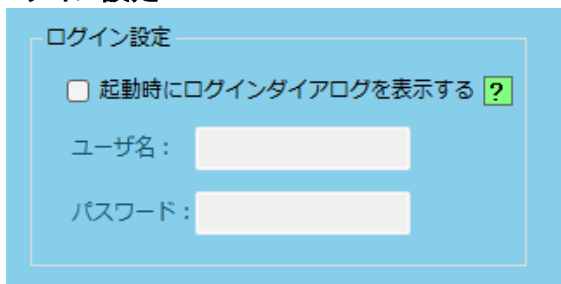 ログイン設定
起動時にログインダイアログを表示する ?
ユーザ名：
パスワード：